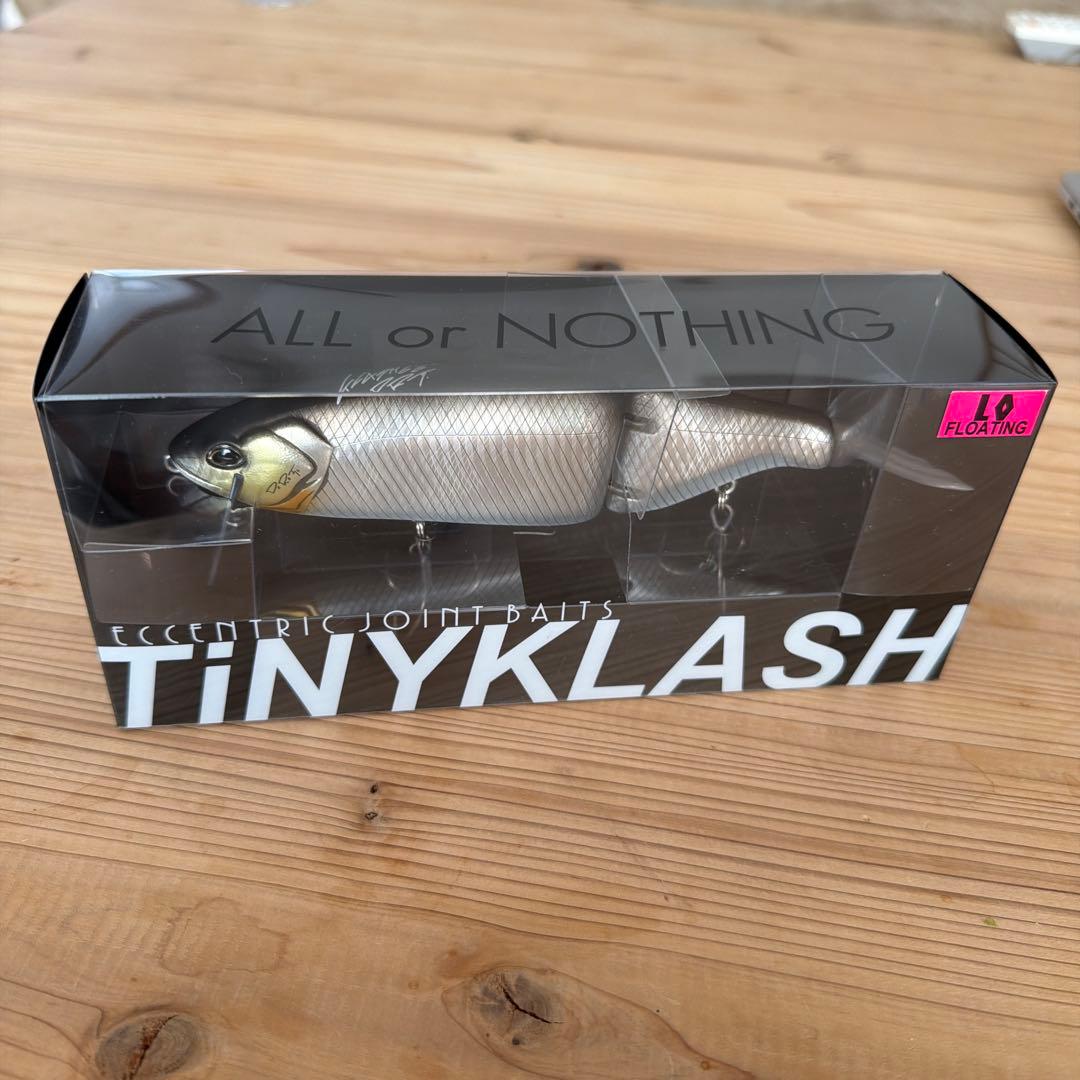 ALL or NOTHING
LO
FLOATING
ECCENTRIC JOINT BAITS
TiNYKLASH